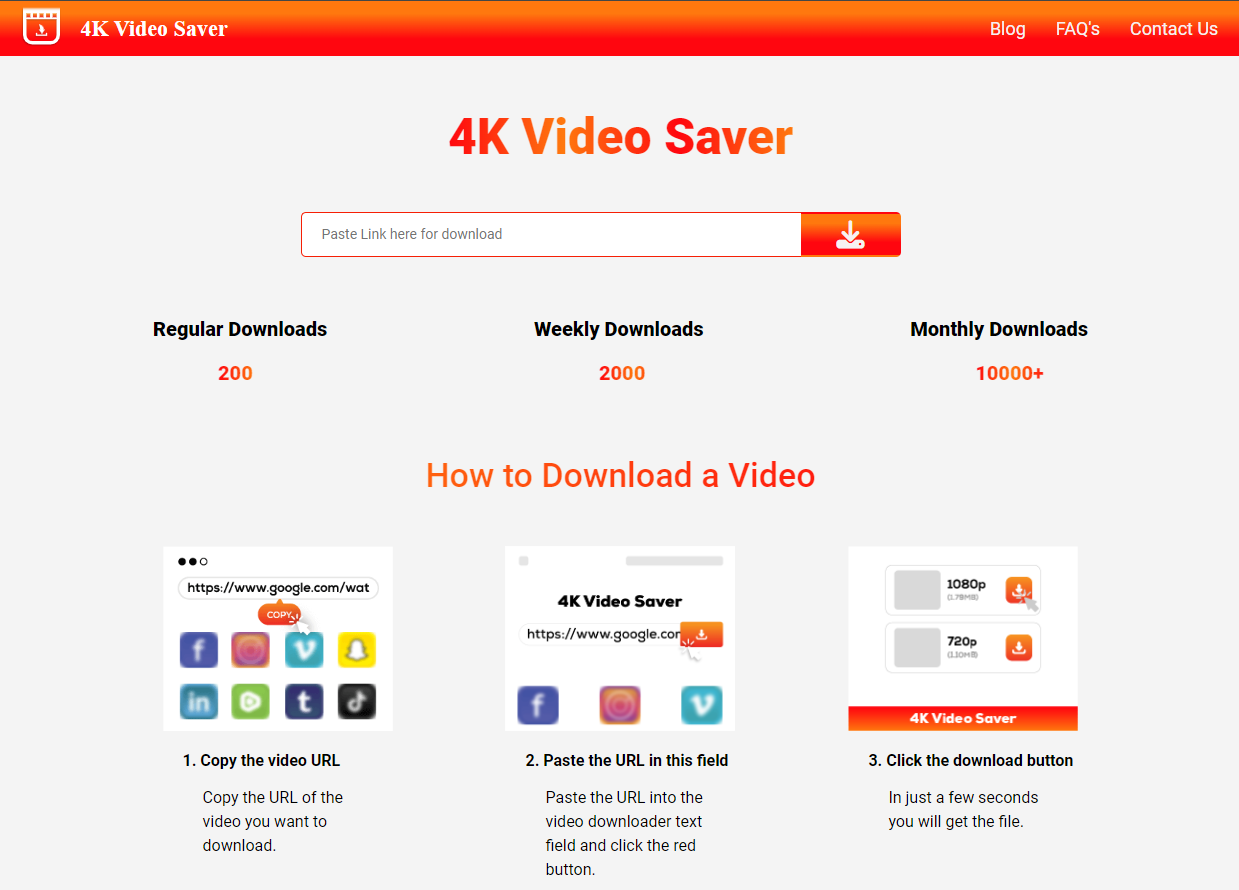 4K Video Saver
Blog
FAQ's
Contact Us
4K Video Saver
Paste Link here for download
Regular Downloads
200
Weekly Downloads
2000
Monthly Downloads
10000+
How to Download a Video
https://www.google.com/wat
COPY
1. Copy the video URL
Copy the URL of the
video you want to
download.
4K Video Saver
https://www.google.cor
2. Paste the URL in this field
Paste the URL into the
video downloader text
field and click the red
button.
1080p
(1.78MB)
720p
(1.10MB)
4K Video Saver
3. Click the download button
In just a few seconds
you will get the file.